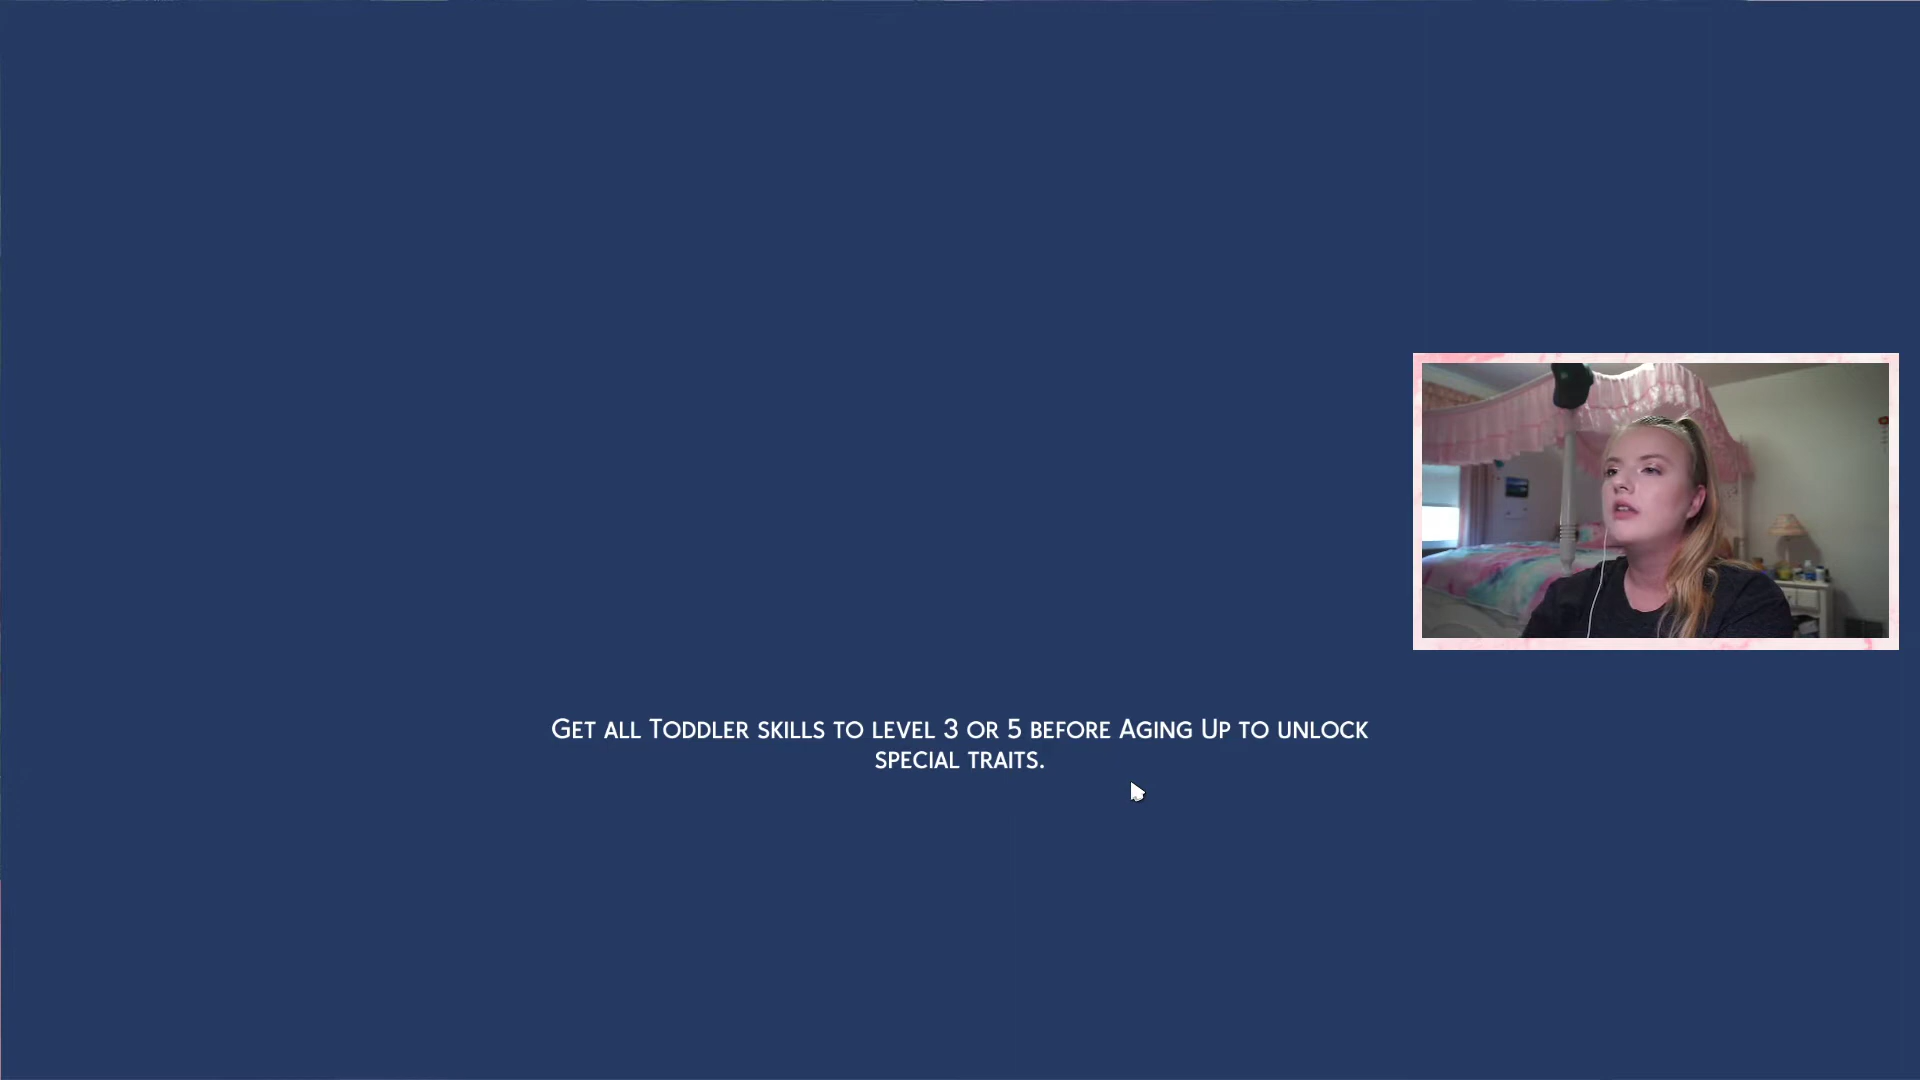 Get all Toddler skills to level 3 or 5 before Aging Up to unlock
special traits.